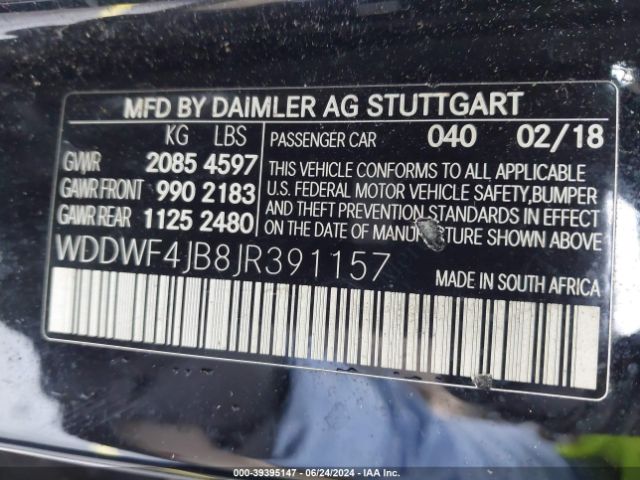 MFD BY DAIMLER AG STUTTGART
KG LBS
GVWR 2085 4597
GAWR FRONT 990 2183
GAWR REAR 1125 2480
PASSENGER CAR 040 02/18
THIS VEHICLE CONFORMS TO ALL APPLICABLE
U.S. FEDERAL MOTOR VEHICLE SAFETY,BUMPER
AND THEFT PREVENTION STANDARDS IN EFFECT
ON THE DATE OF MANUFACTURE SHOWN ABOVE
WDDWF4JB8JR391157
MADE IN SOUTH AFRICA
000-39395147 - 06/24/2024 - IAA Inc.